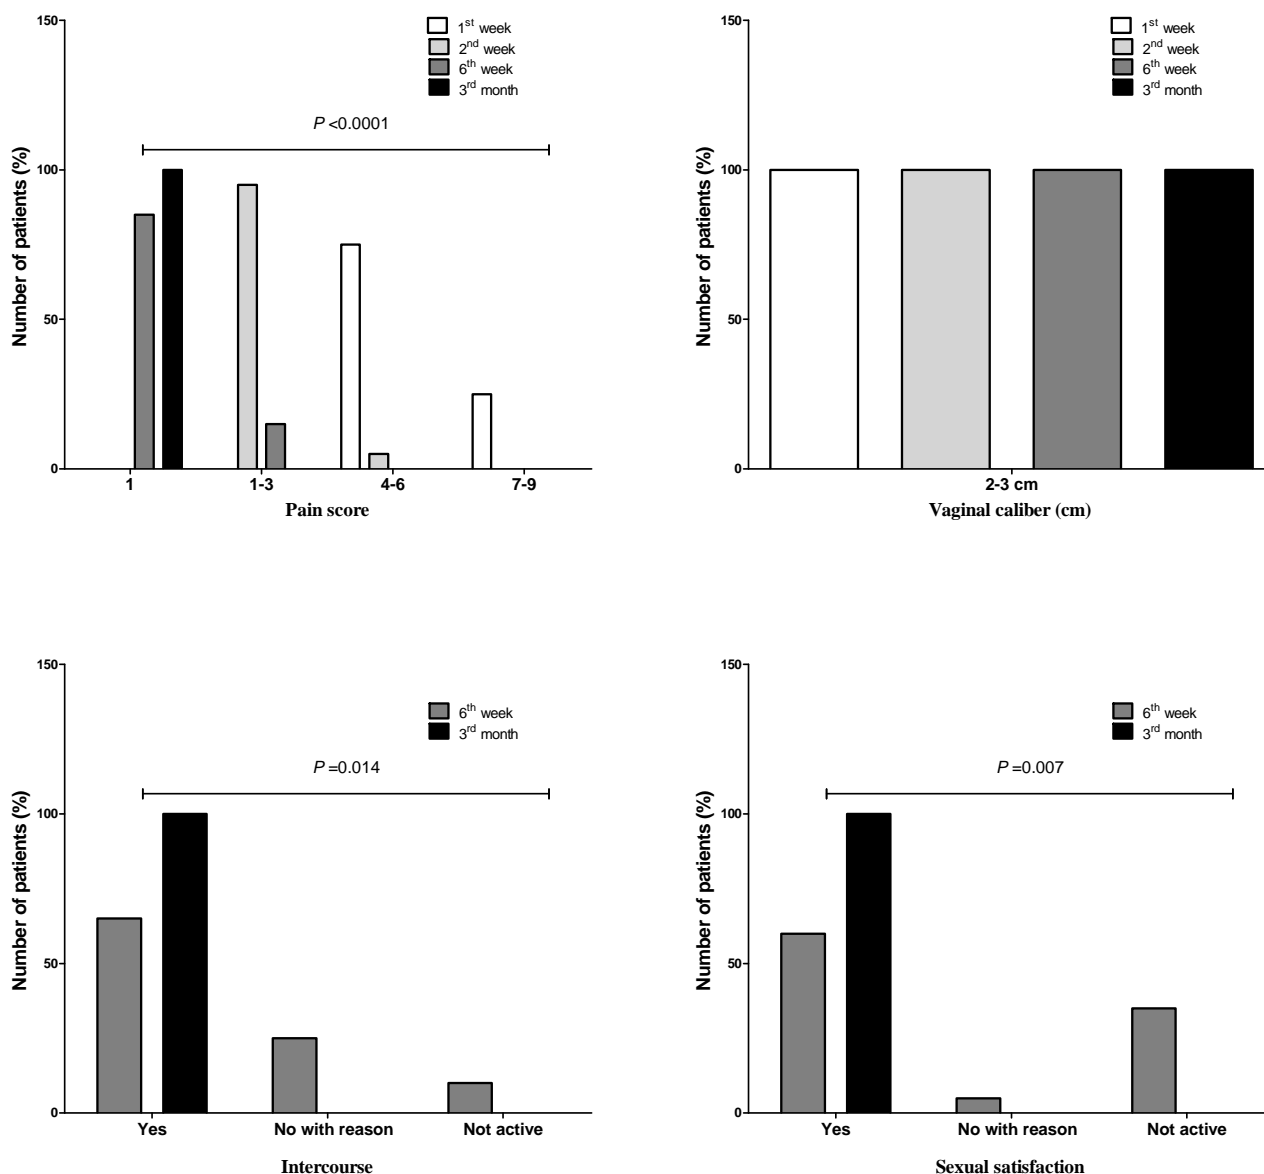 150
1st week
2nd week
6th week
3rd month
P <0.0001
100
50
0
Number of patients (%)
1 1-3 4-6 7-9
Pain score
150
1st week
2nd week
6th week
3rd month
100
50
0
Number of patients (%)
2-3 cm
Vaginal caliber (cm)
150
6th week
3rd month
P =0.014
100
50
0
Number of patients (%)
Yes No with reason Not active
Intercourse
150
6th week
3rd month
P =0.007
100
50
0
Number of patients (%)
Yes No with reason Not active
Sexual satisfaction